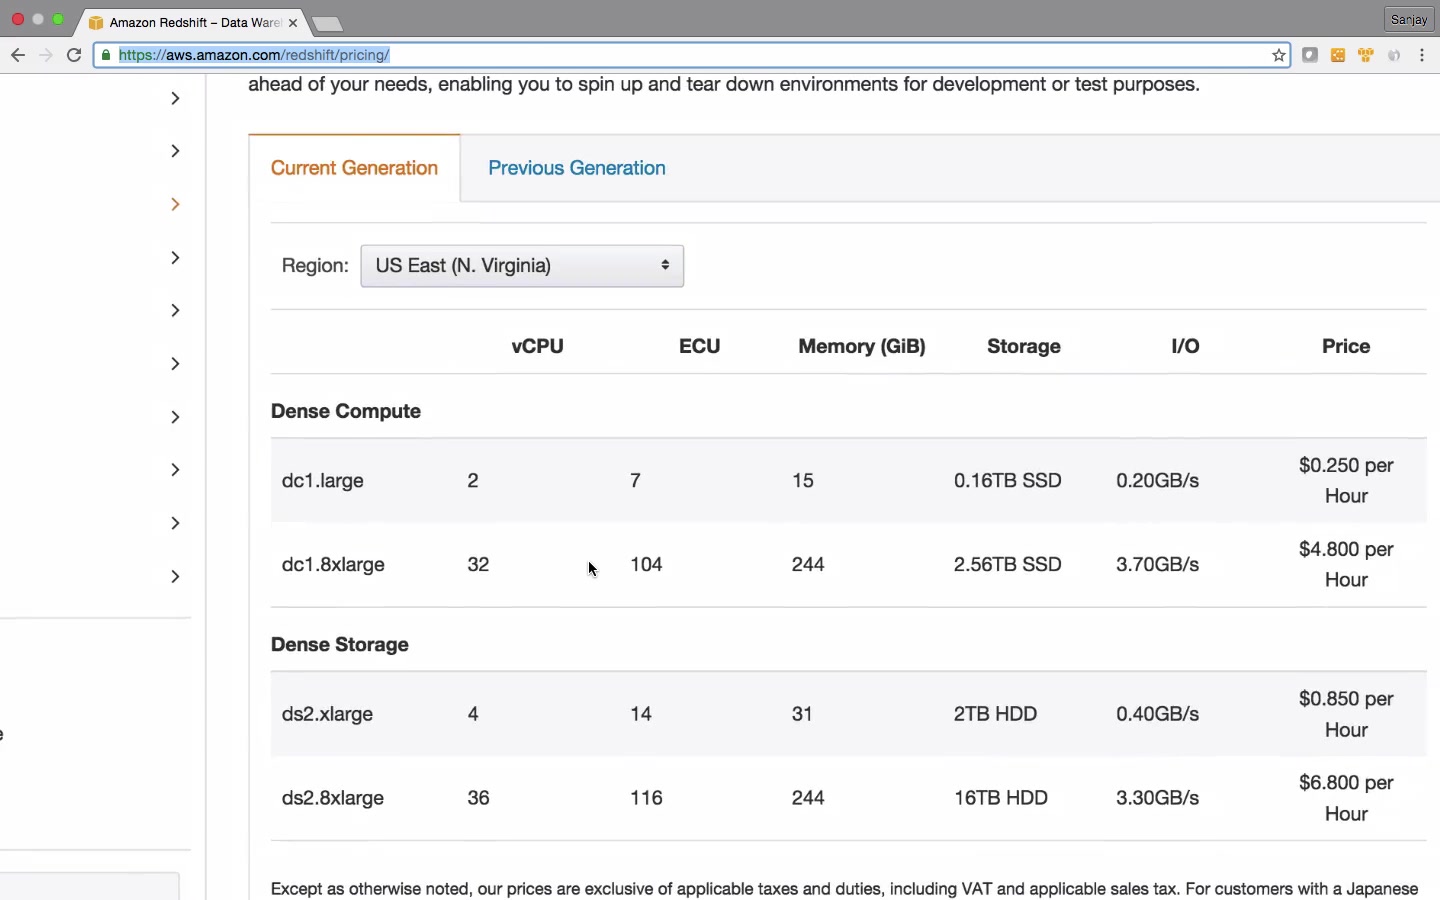 Amazon Redshift – Data Ware
Sanjay
https://aws.amazon.com/redshift/pricing/
ahead of your needs, enabling you to spin up and tear down environments for development or test purposes.
Current Generation Previous Generation
Region: US East (N. Virginia)
vCPU ECU Memory (GiB) Storage I/O Price
Dense Compute
dc1.large 2 7 15 0.16TB SSD 0.20GB/s $0.250 per
Hour
dc1.8xlarge 32 104 244 2.56TB SSD 3.70GB/s $4.800 per
Hour
Dense Storage
ds2.xlarge 4 14 31 2TB HDD 0.40GB/s $0.850 per
Hour
e
ds2.8xlarge 36 116 244 16TB HDD 3.30GB/s $6.800 per
Hour
Except as otherwise noted, our prices are exclusive of applicable taxes and duties, including VAT and applicable sales tax. For customers with a Japanese